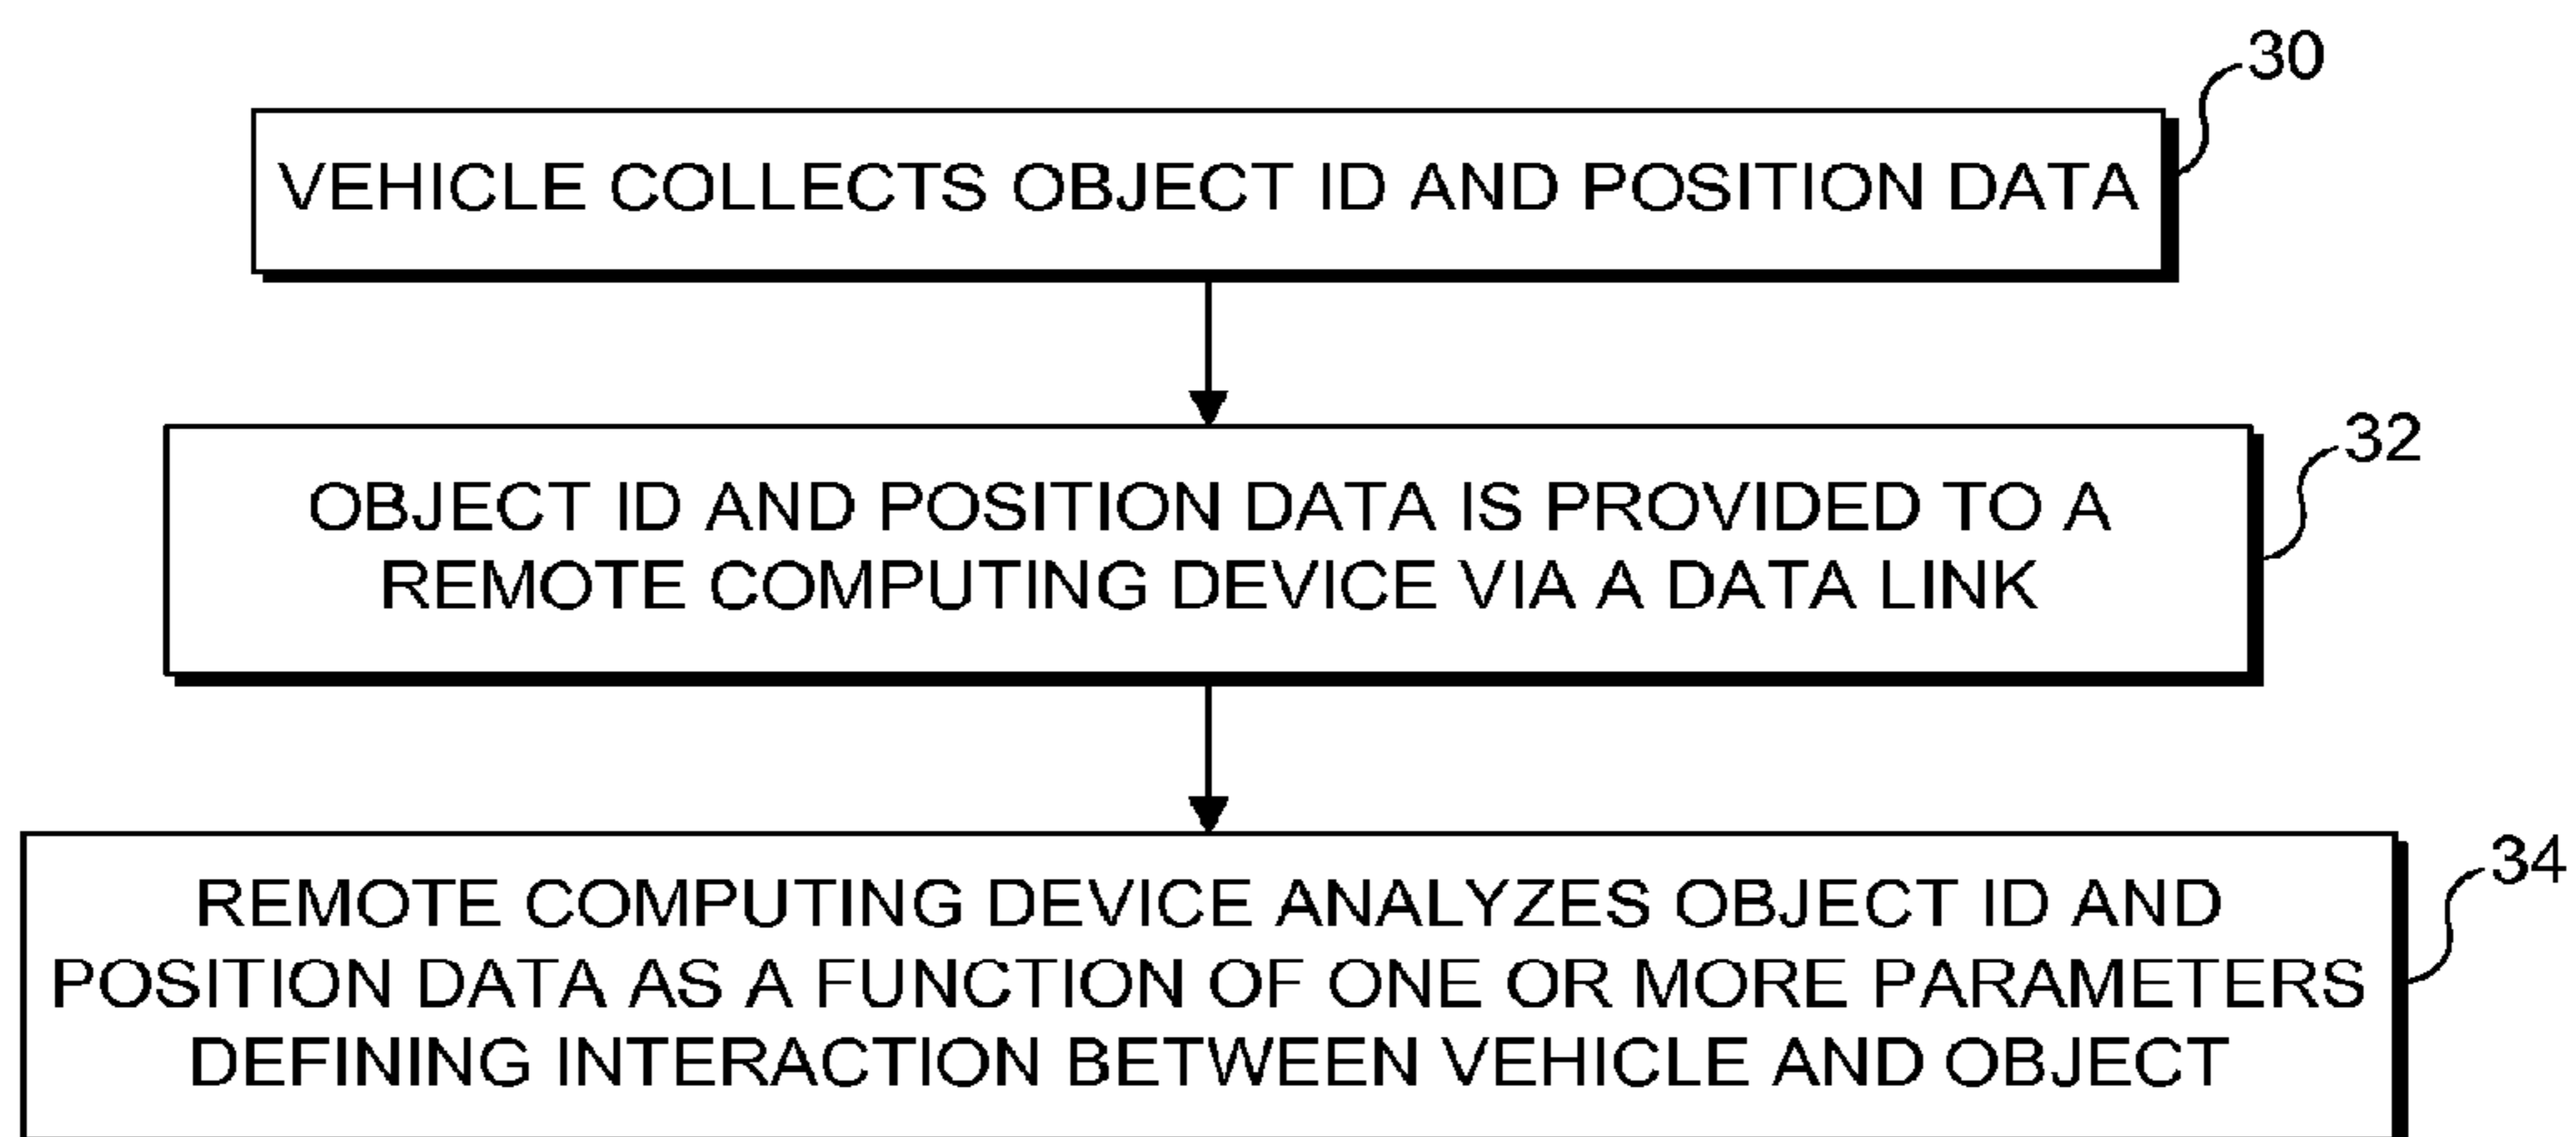 30
VEHICLE COLLECTS OBJECT ID AND POSITION DATA
32
OBJECT ID AND POSITION DATA IS PROVIDED TO A
REMOTE COMPUTING DEVICE VIA A DATA LINK
34
REMOTE COMPUTING DEVICE ANALYZES OBJECT ID AND
POSITION DATA AS A FUNCTION OF ONE OR MORE PARAMETERS
DEFINING INTERACTION BETWEEN VEHICLE AND OBJECT